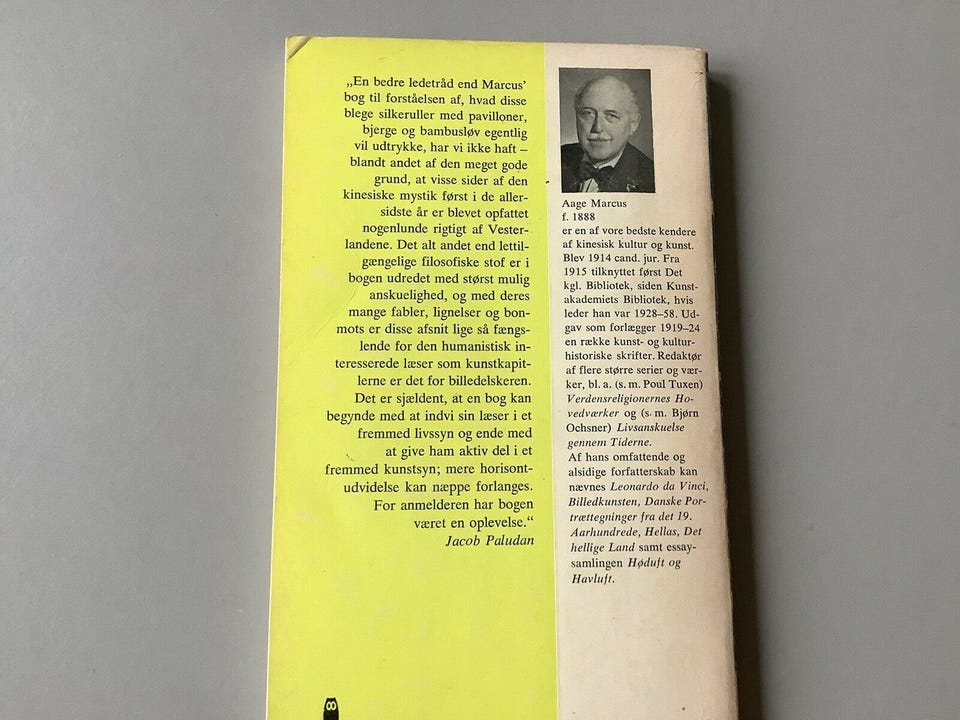 „En bedre ledetråd end Marcus'
bog til forståelsen af, hvad disse
blege silkeruller med pavilloner,
bjerge og bambusløv egentlig
vil udtrykke, har vi ikke haft –
blandt andet af den meget gode
grund, at visse sider af den
kinesiske mystik først i de aller-
sidste år er blevet opfattet
nogenlunde rigtigt af Vester-
landene. Det alt andet end lettil-
gængelige filosofiske stof er i
bogen udredet med størst mulig
anskuelighed, og med deres
mange fabler, lignelser og bon-
mots er disse afsnit lige så fængs-
lende for den humanistisk in-
teresserede læser som kunstkapit-
lerne er det for billedelskeren.
Det er sjældent, at en bog kan
begynde med at indvi sin læser i et
fremmed livssyn og ende med
at give ham aktiv del i et
fremmed kunstsyn; mere horisont-
udvidelse kan næppe forlanges.
For anmelderen har bogen
været en oplevelse.“
Jacob Paludan
Aage Marcus
f. 1888
er en af vore bedste kendere
af kinesisk kultur og kunst.
Blev 1914 cand. jur. Fra
1915 tilknyttet først Det
kgl. Bibliotek, siden Kunst-
akademiets Bibliotek, hvis
leder han var 1928–58. Ud-
gav som forlægger 1919–24
en række kunst- og kultur-
historiske skrifter. Redaktør
af flere større serier og vær-
ker, bl. a. (s. m. Poul Tuxen)
Verdensreligionernes Ho-
vedværker og (s. m. Bjørn
Ochsner) Livsanskuelse
gennem Tiderne.
Af hans omfattende og
alsidige forfatterskab kan
nævnes Leonardo da Vinci,
Billedkunsten, Danske Por-
trættegninger fra det 19.
Aarhundrede, Hellas, Det
hellige Land samt essay-
samlingen Høduft og
Havluft.